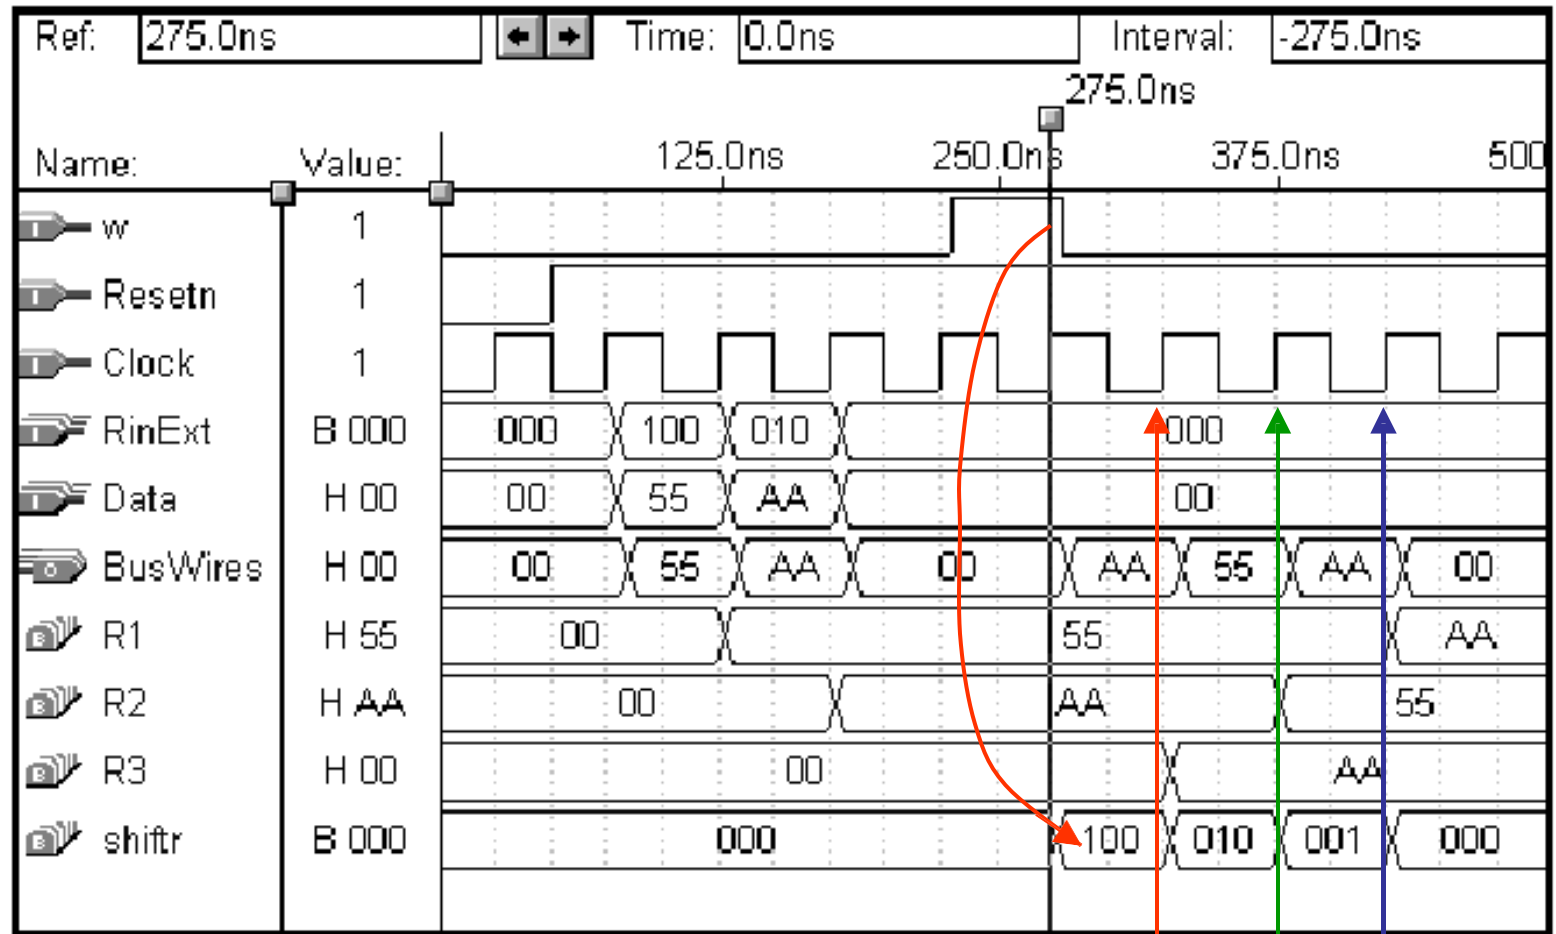 Ref: 275.0ns Time: 0.0ns Interval: -275.0ns
275.0ns
Name: Value: 125.0ns 250.0ns 375.0ns 500
w 1
Resetn 1
Clock 1
RinExt B 000 000 100 010 000
Data H 00 00 55 AA 00
BusWires H 00 00 55 AA 00 AA 55 AA 00
R1 H 55 00 55 AA
R2 H AA 00 AA 55
R3 H 00 00 AA
shiftr B 000 000 100 010 001 000